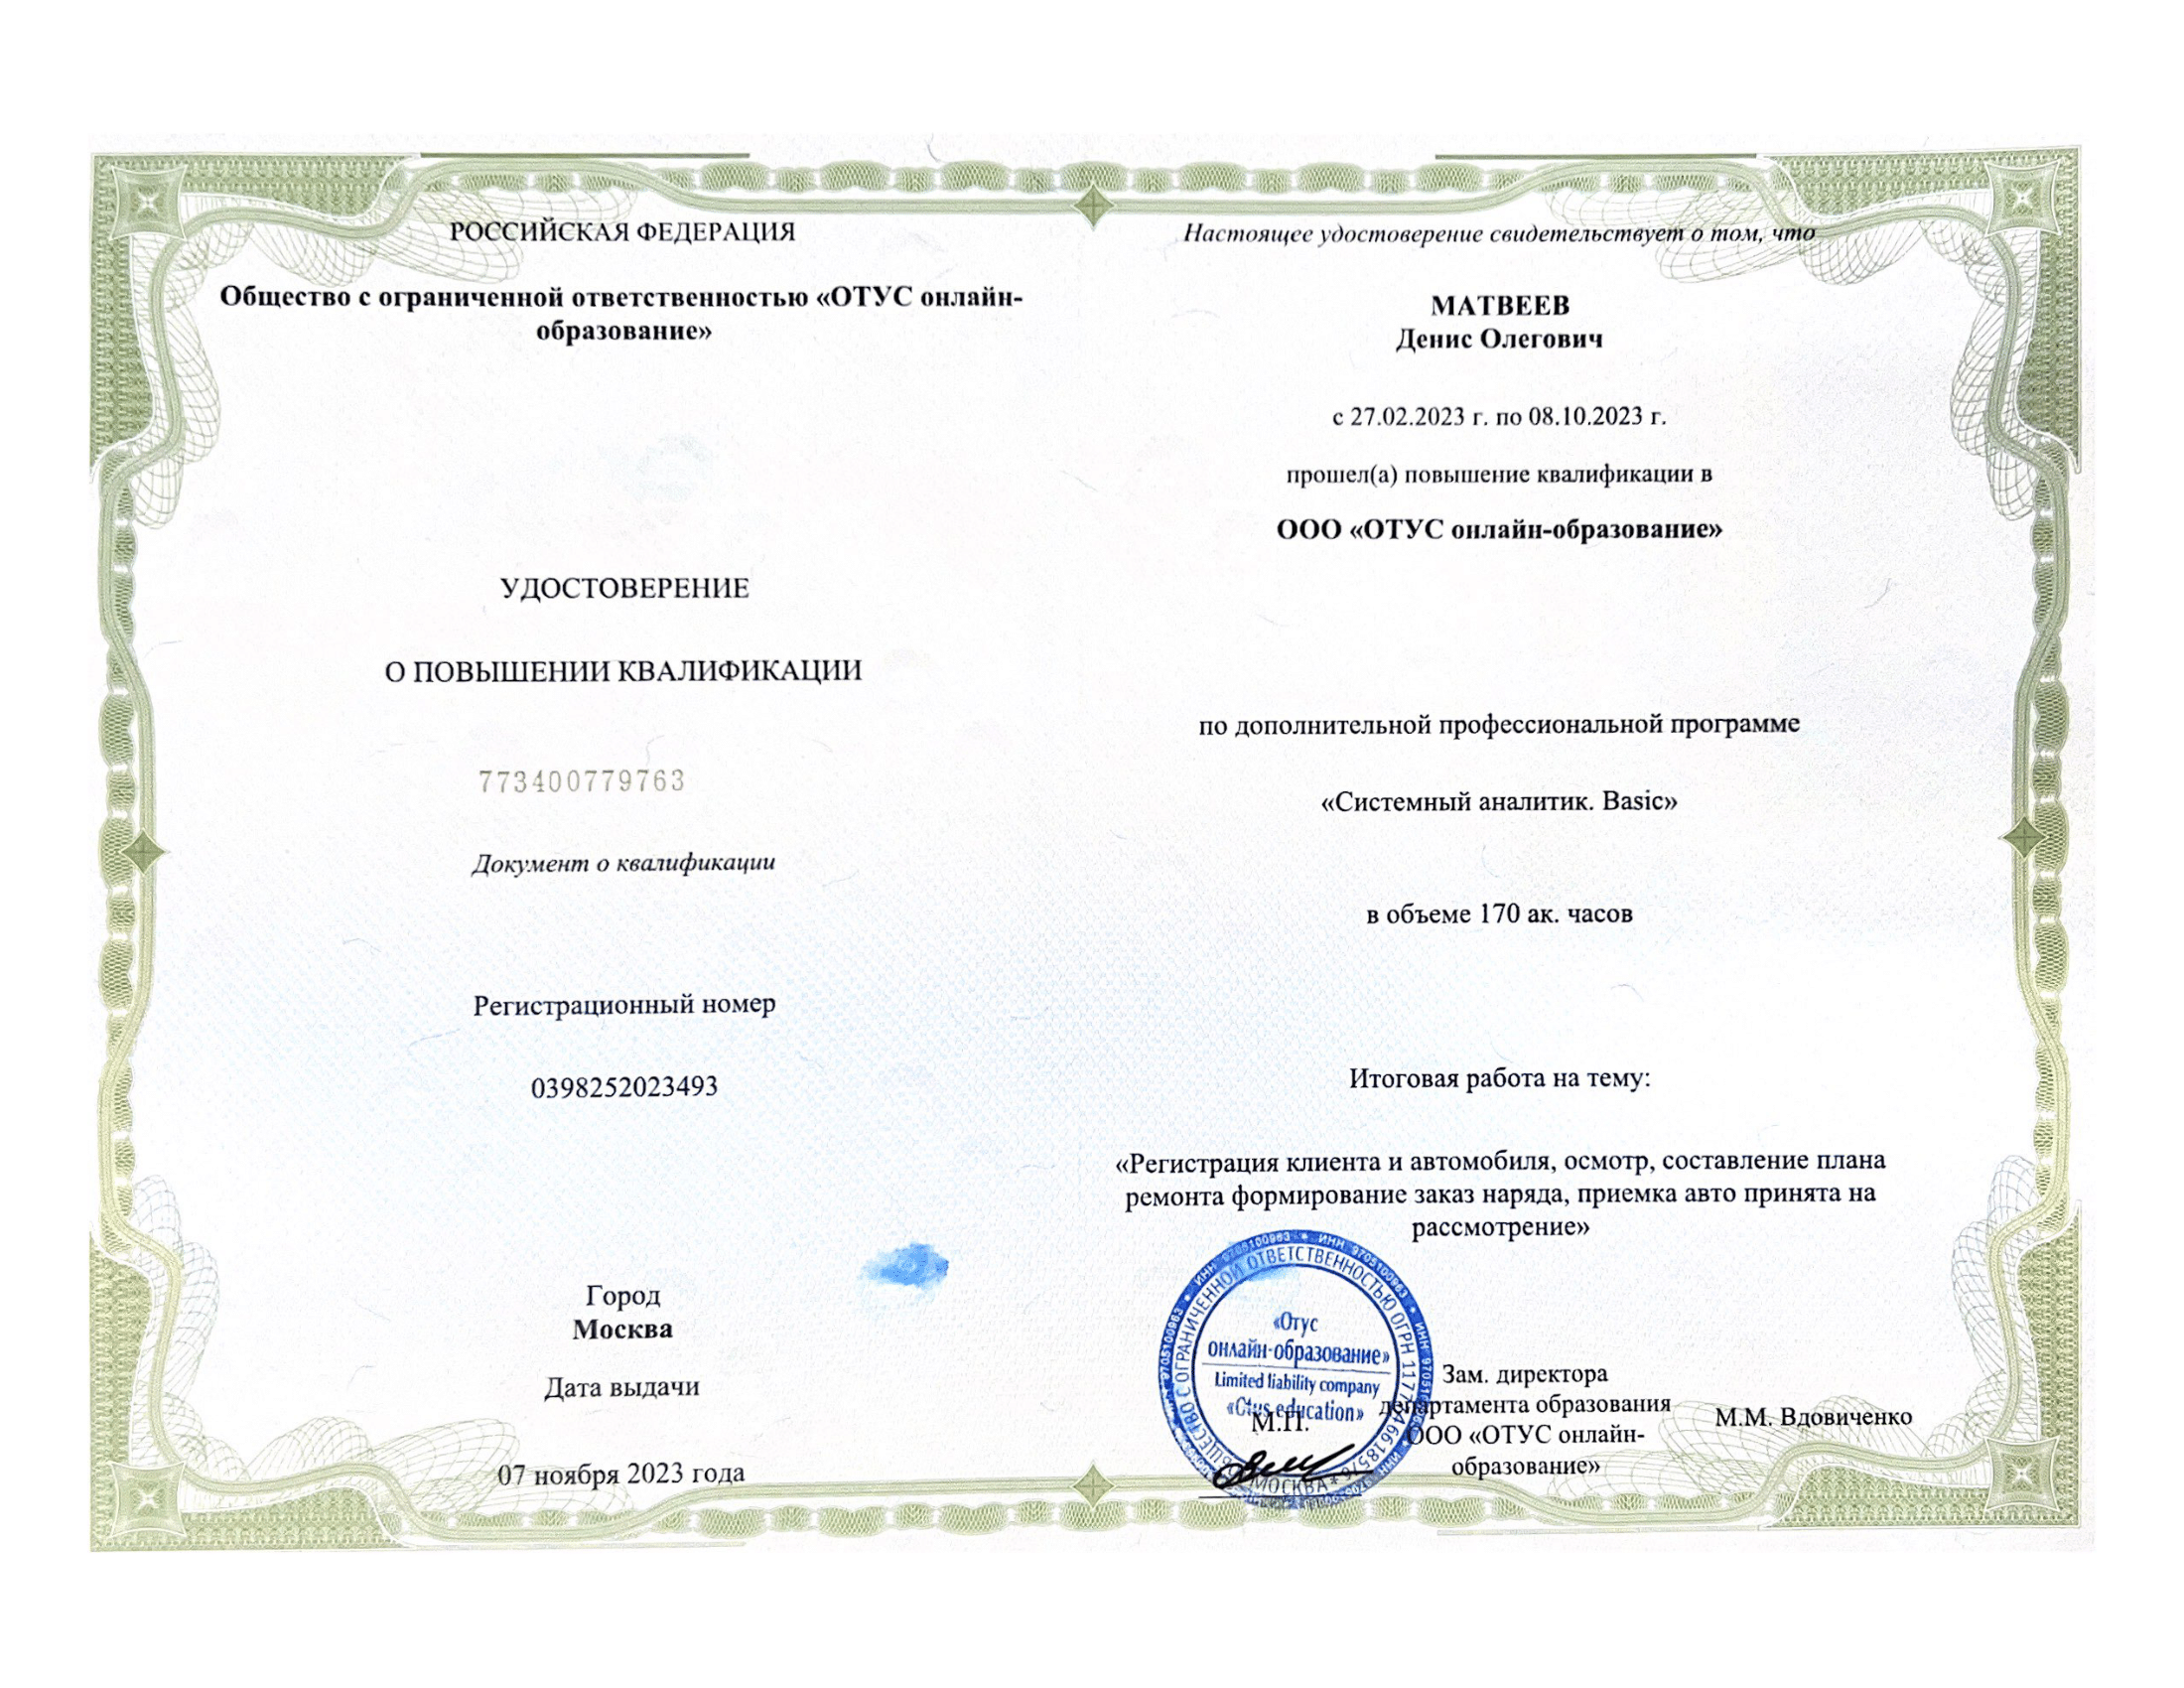 РОССИЙСКАЯ ФЕДЕРАЦИЯ
Общество с ограниченной ответственностью «ОТУС онлайн-
образование»
УДОСТОВЕРЕНИЕ
О ПОВЫШЕНИИ КВАЛИФИКАЦИИ
773400779763
Документ о квалификации
Регистрационный номер
0398252023493
Город
Москва
Дата выдачи
07 ноября 2023 года
Настоящее удостоверение свидетельствует о том, что
МАТВЕЕВ
Денис Олегович
с 27.02.2023 г. по 08.10.2023 г.
прошел(а) повышение квалификации в
ООО «ОТУС онлайн-образование»
по дополнительной профессиональной программе
«Системный аналитик. Basic»
в объеме 170 ак. часов
Итоговая работа на тему:
«Регистрация клиента и автомобиля, осмотр, составление плана
ремонта формирование заказ наряда, приемка авто принята на
рассмотрение»
ИНН 9705100963 * ИНН 9705100963
ОБЩЕСТВО С ОГРАНИЧЕННОЙ ОТВЕТСТВЕННОСТЬЮ ОГРН
МОСКВА
«Отус
онлайн-образование»
Limited liability company
education»
М.П.
Зам. директора
департамента образования
ООО «ОТУС онлайн-
образование»
М.М. Вдовиченко